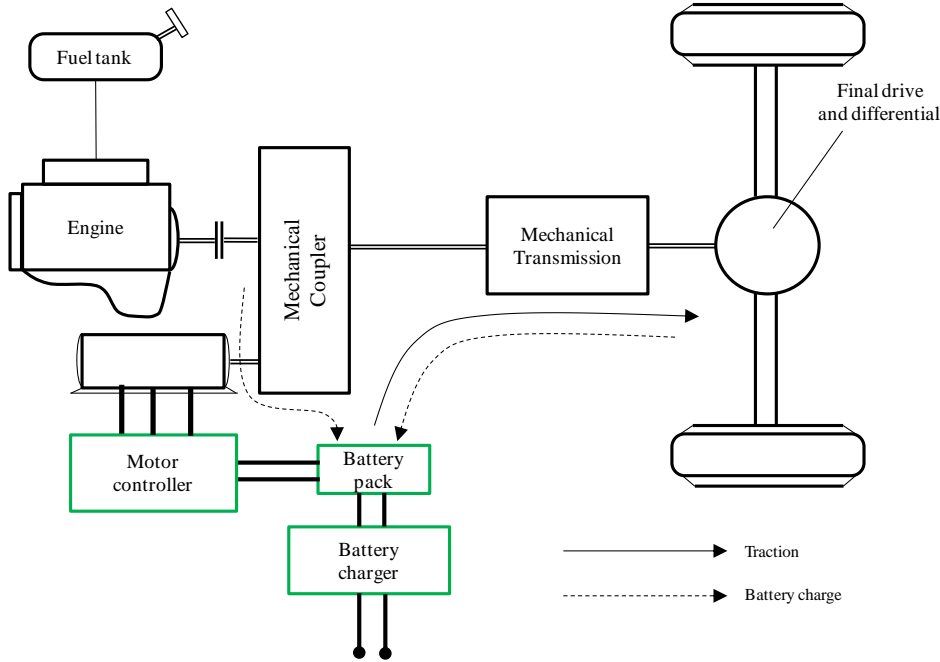 Fuel tank
Final drive
and differential
Engine
Mechanical
Coupler
Mechanical
Transmission
Motor
controller
Battery
pack
Battery
charger
Traction
Battery charge